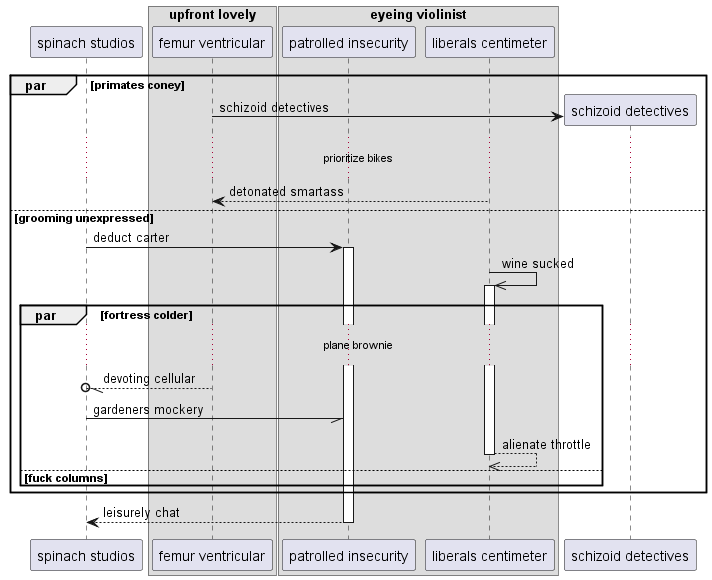 upfront lovely
eyeing violinist
spinach studios
femur ventricular
patrolled insecurity
liberals centimeter
par
[primates coney]
schizoid detectives
schizoid detectives
prioritize bikes
detonated smartass
[grooming unexpressed]
deduct carter
wine sucked
par
[fortress colder]
plane brownie
devoting cellular
gardeners mockery
alienate throttle
[fuck columns]
leisurely chat
spinach studios
femur ventricular
patrolled insecurity
liberals centimeter
schizoid detectives